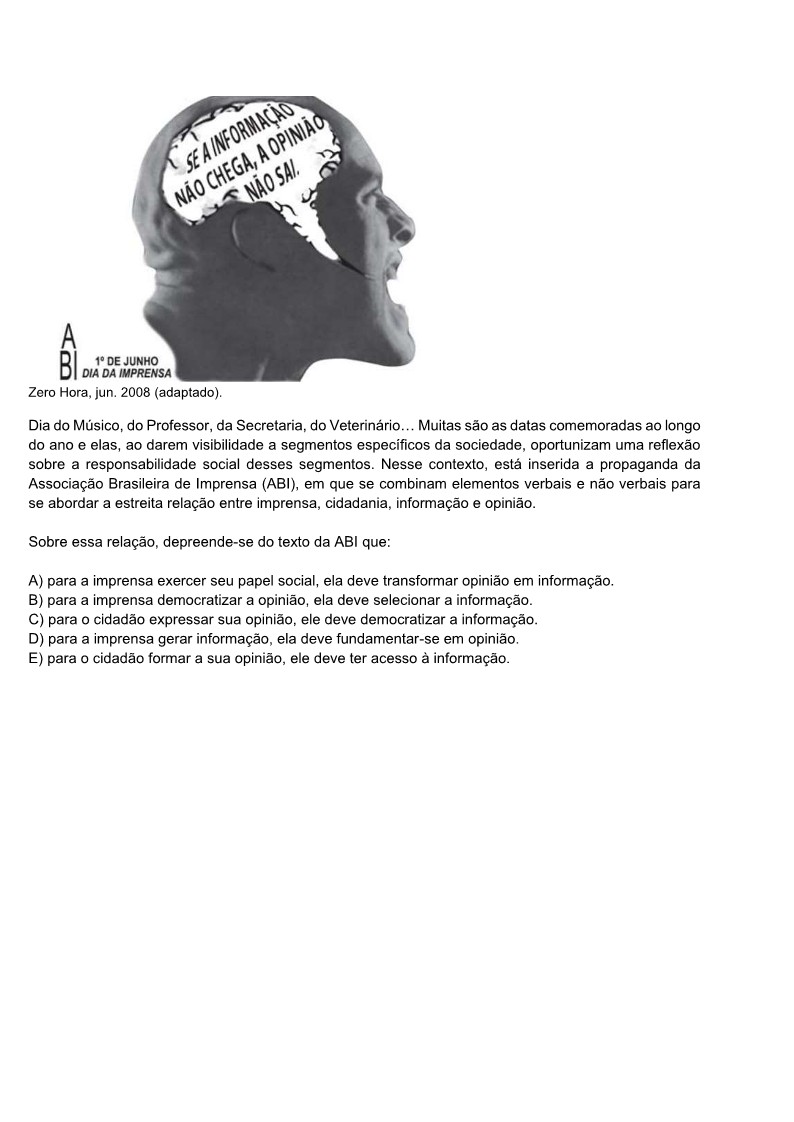 SE A INFORMAÇÃO
NÃO CHEGA, A OPINIÃO
NÃO SAI.
A
BI
1º DE JUNHO
DIA DA IMPRENSA
Zero Hora, jun. 2008 (adaptado).
Dia do Músico, do Professor, da Secretaria, do Veterinário… Muitas são as datas comemoradas ao longo
do ano e elas, ao darem visibilidade a segmentos específicos da sociedade, oportunizam uma reflexão
sobre a responsabilidade social desses segmentos. Nesse contexto, está inserida a propaganda da
Associação Brasileira de Imprensa (ABI), em que se combinam elementos verbais e não verbais para
se abordar a estreita relação entre imprensa, cidadania, informação e opinião.
Sobre essa relação, depreende-se do texto da ABI que:
A) para a imprensa exercer seu papel social, ela deve transformar opinião em informação.
B) para a imprensa democratizar a opinião, ela deve selecionar a informação.
C) para o cidadão expressar sua opinião, ele deve democratizar a informação.
D) para a imprensa gerar informação, ela deve fundamentar-se em opinião.
E) para o cidadão formar a sua opinião, ele deve ter acesso à informação.